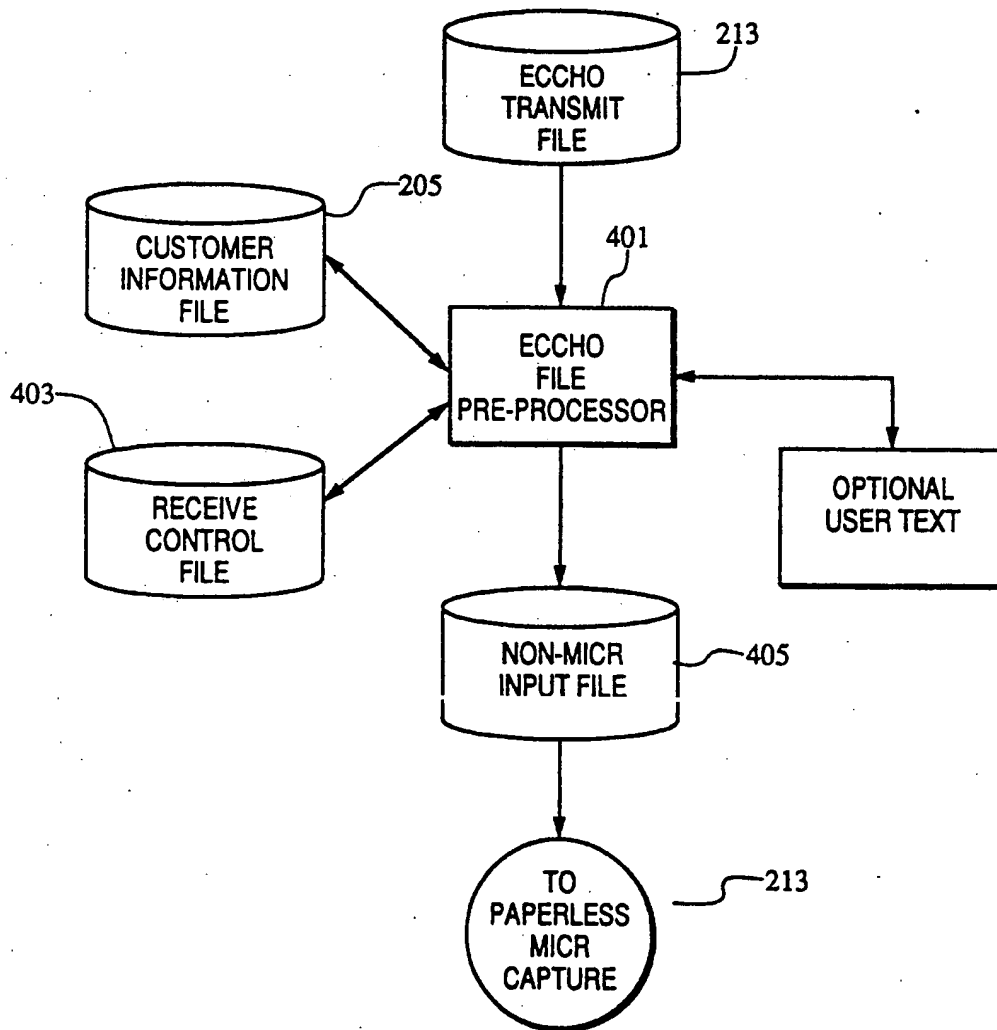 213
ECCHO
TRANSMIT
FILE
205
CUSTOMER
INFORMATION
FILE
401
ECCHO
FILE
PRE-PROCESSOR
403
RECEIVE
CONTROL
FILE
OPTIONAL
USER TEXT
NON-MICR
INPUT FILE
405
TO
PAPERLESS
MICR
CAPTURE
213